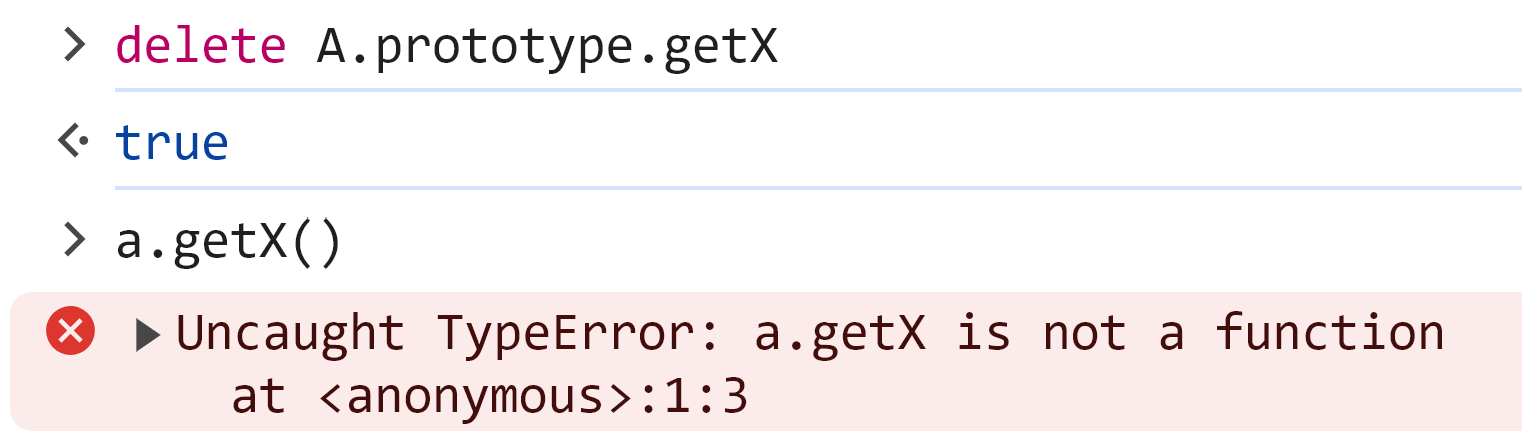 > delete A.prototype.getX
true
> a.getX()
Uncaught TypeError: a.getX is not a function
at <anonymous>:1:3